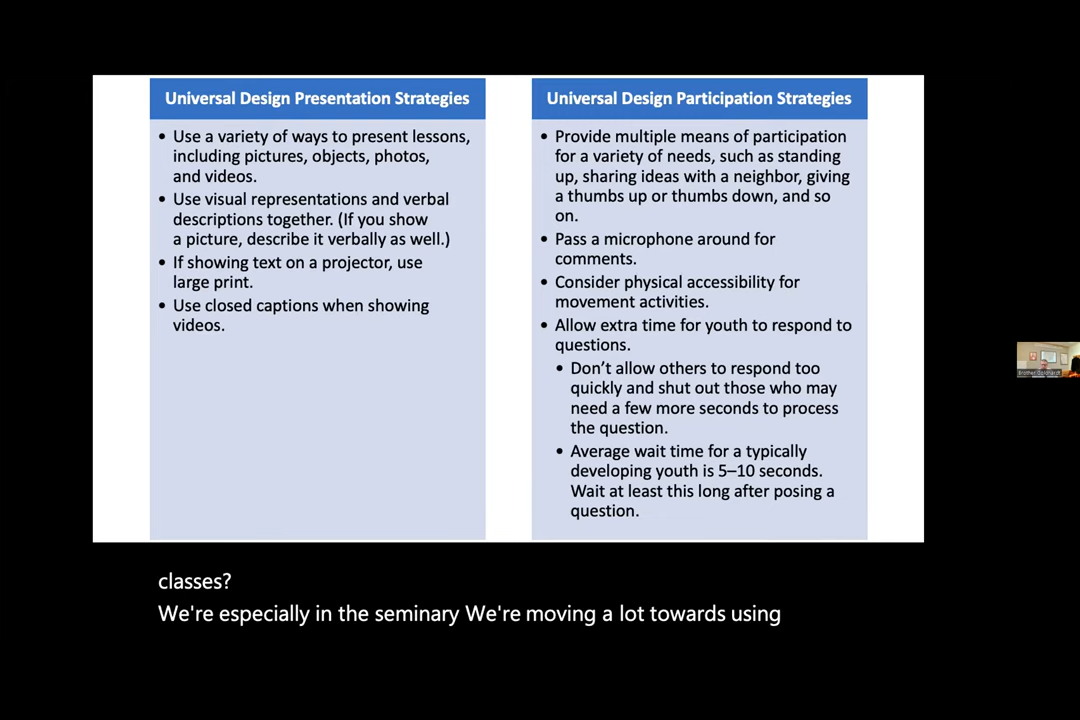 Universal Design Presentation Strategies
• Use a variety of ways to present lessons,
including pictures, objects, photos,
and videos.
• Use visual representations and verbal
descriptions together. (If you show
a picture, describe it verbally as well.)
• If showing text on a projector, use
large print.
• Use closed captions when showing
videos.
Universal Design Participation Strategies
• Provide multiple means of participation
for a variety of needs, such as standing
up, sharing ideas with a neighbor, giving
a thumbs up or thumbs down, and so
on.
• Pass a microphone around for
comments.
• Consider physical accessibility for
movement activities.
• Allow extra time for youth to respond to
questions.
• Don’t allow others to respond too
quickly and shut out those who may
need a few more seconds to process
the question.
• Average wait time for a typically
developing youth is 5–10 seconds.
Wait at least this long after posing a
question.
classes?
We're especially in the seminary We're moving a lot towards using